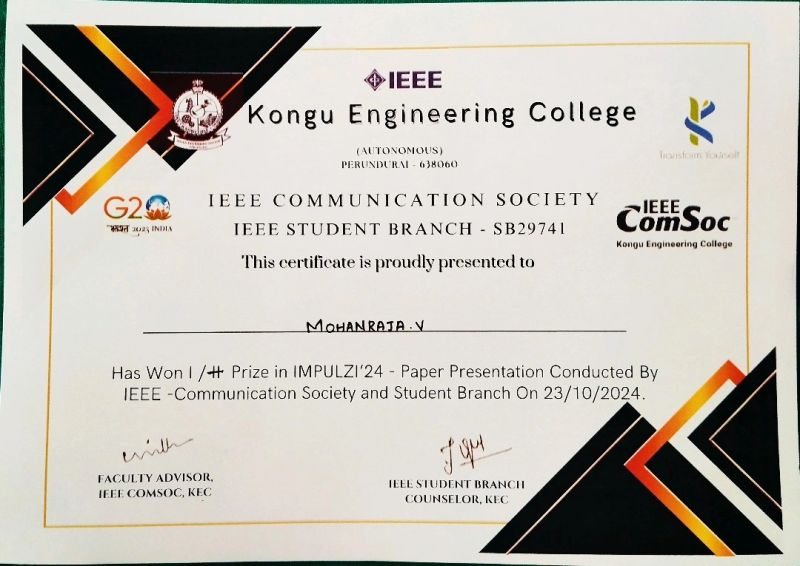 IEEE
Kongu Engineering College
(AUTONOMOUS)
PERUNDURAI - 638060
Transform Yourself
G20
भारत 2023 INDIA
IEEE COMMUNICATION SOCIETY
IEEE STUDENT BRANCH - SB29741
IEEE
ComSoc
Kongu Engineering College
This certificate is proudly presented to
MOHANRAJA.V
Has Won I /II Prize in IMPULZI'24 - Paper Presentation Conducted By
IEEE -Communication Society and Student Branch On 23/10/2024.
FACULTY ADVISOR,
IEEE COMSOC, KEC
IEEE STUDENT BRANCH
COUNSELOR, KEC